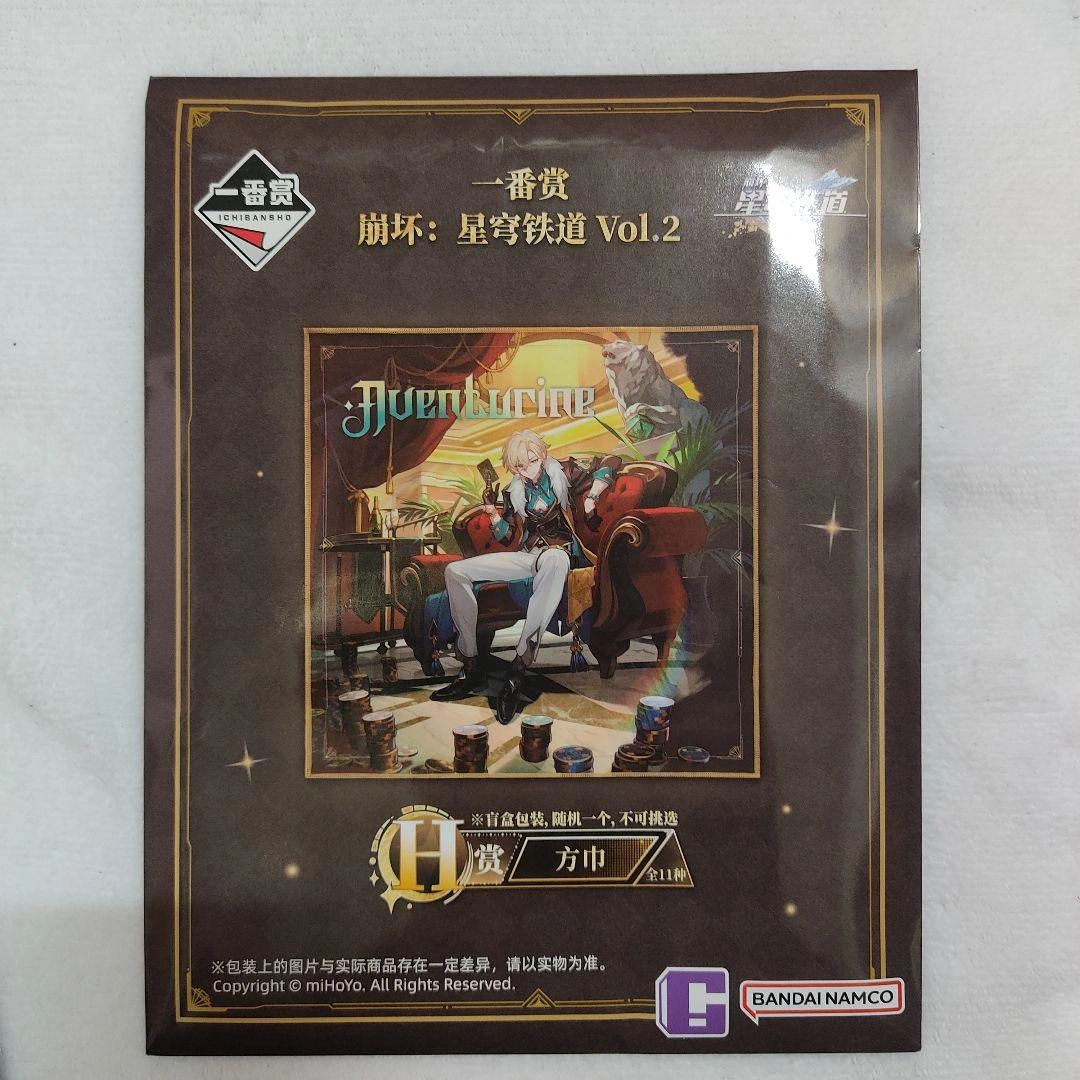 一番赏
ICHIBANSHO
一番赏
崩坏：星穹铁道 Vol.2
Aventurine
※盲盒包装，随机一个，不可挑选
H赏 方巾 全11种
※包装上的图片与实际商品存在一定差异，请以实物为准。
Copyright © miHoYo. All Rights Reserved.
BANDAI NAMCO